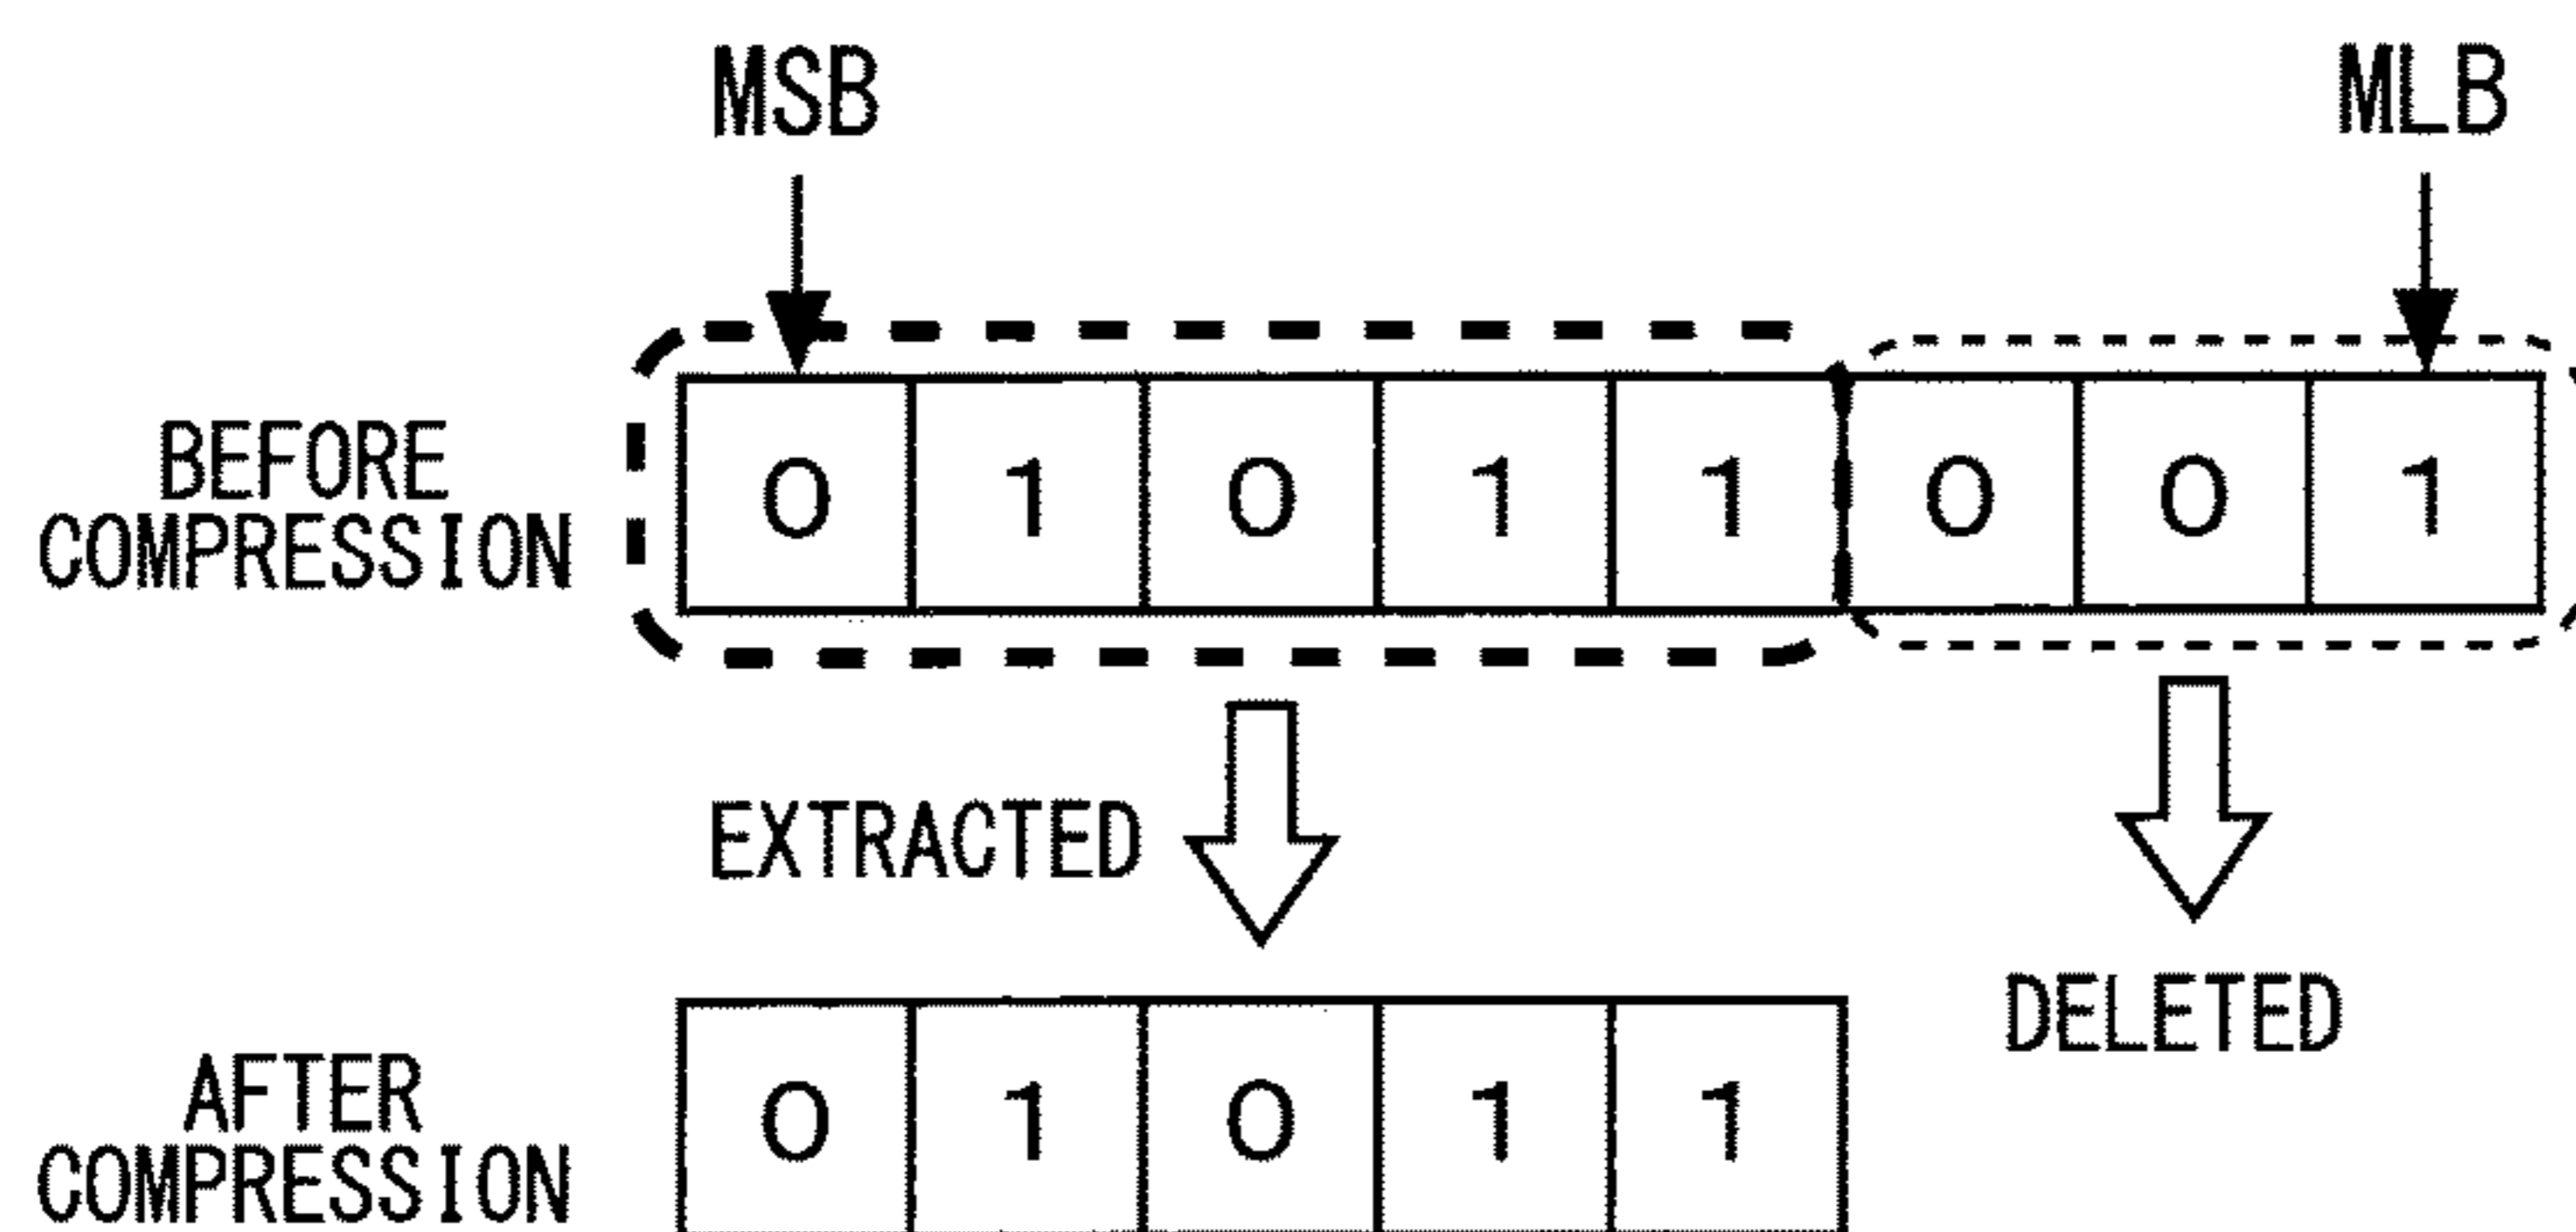 MSB MLB
BEFORE
COMPRESSION
0 1 0 1 1 0 0 1
EXTRACTED
DELETED
AFTER
COMPRESSION
0 1 0 1 1